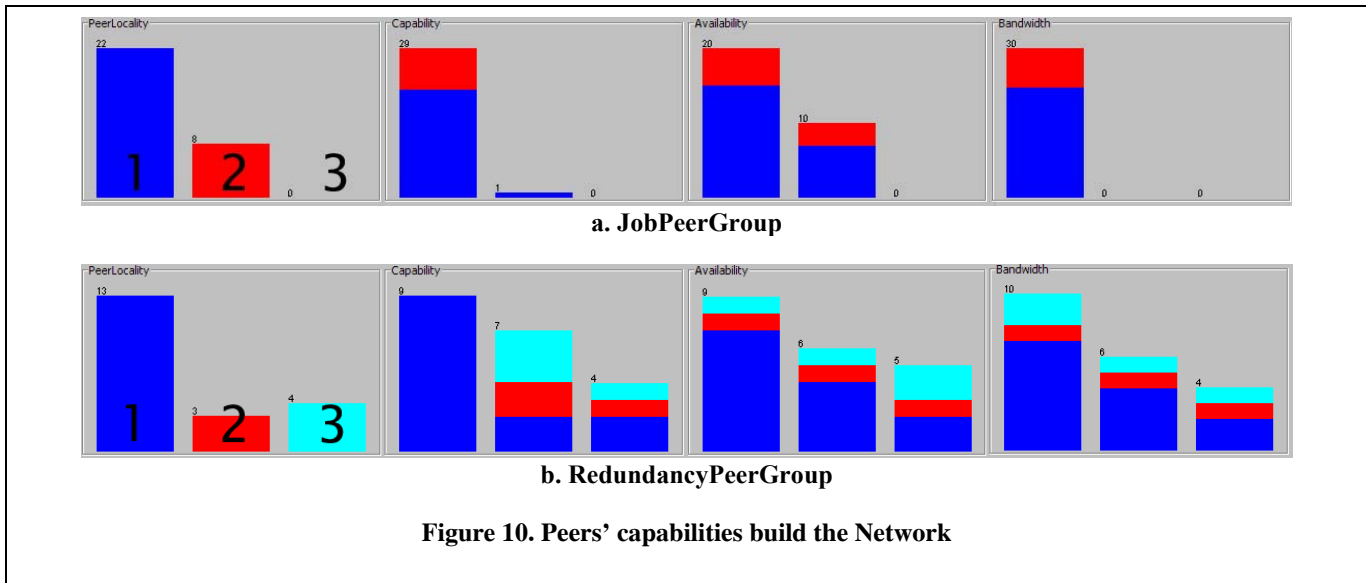 PeerLocality Capability Availability Bandwidth
22 29 20 30
10
8
1 2 0 3 1 0 0 0 0
a. JobPeerGroup
PeerLocality Capability Availability Bandwidth
13 9 9 10
7
6 6
5
4 4 4
3
1 2 3
b. RedundancyPeerGroup
Figure 10. Peers’ capabilities build the Network